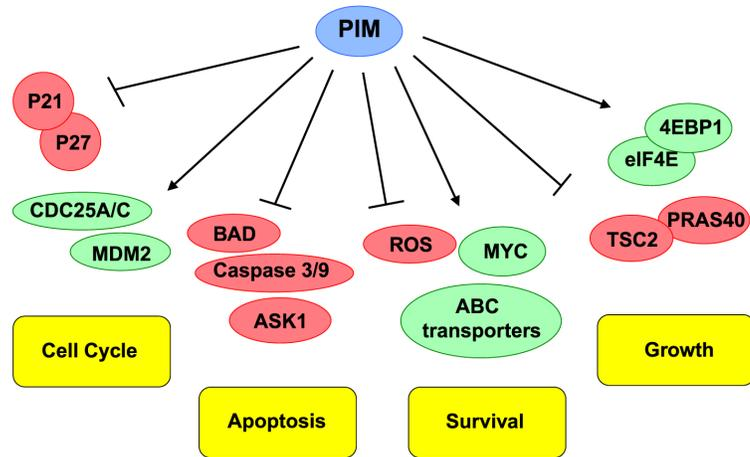 PIM
P21
P27
CDC25A/C
MDM2
BAD
Caspase 3/9
ASK1
ROS
MYC
ABC
transporters
4EBP1
eIF4E
PRAS40
TSC2
Cell Cycle
Apoptosis
Survival
Growth